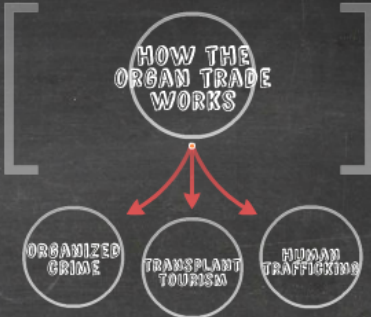 HOW THE
ORGAN TRADE
WORKS
ORGANIZED
CRIME
TRANSPLANT
TOURISM
HUMAN
TRAFFICKING